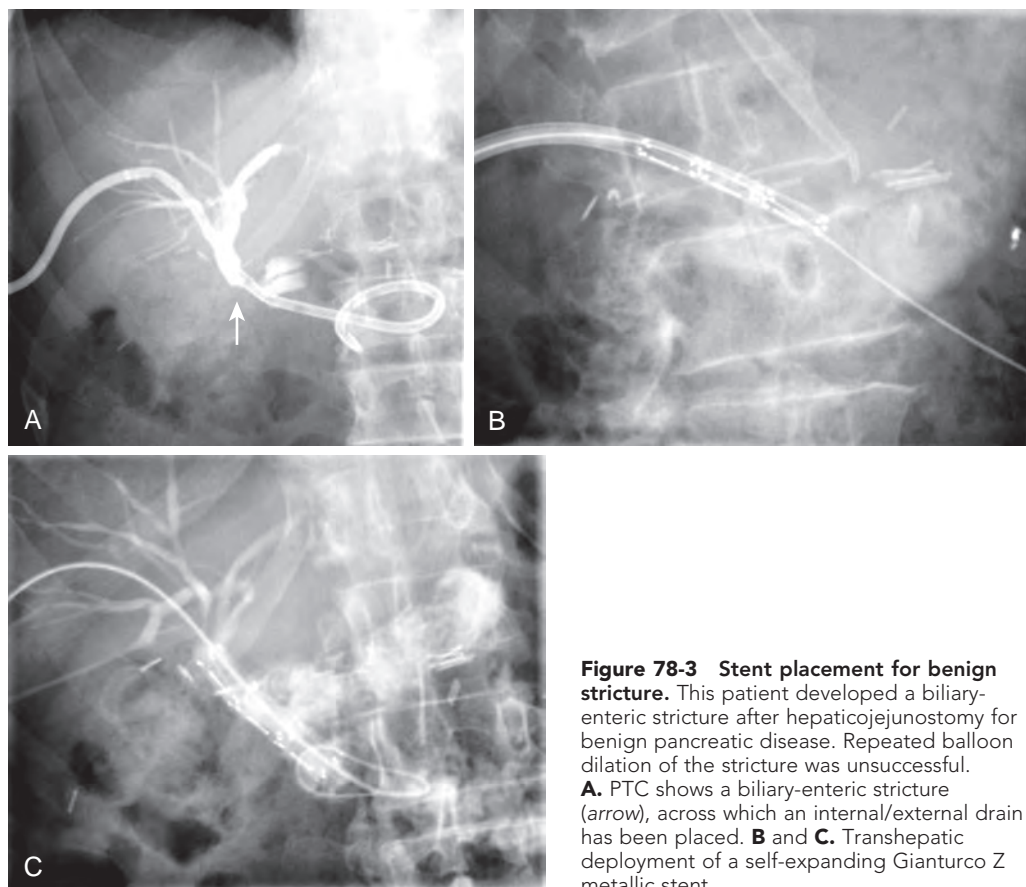 A
B
C
Figure 78-3 Stent placement for benign
stricture. This patient developed a biliary-
enteric stricture after hepaticojejunostomy for
benign pancreatic disease. Repeated balloon
dilation of the stricture was unsuccessful.
A. PTC shows a biliary-enteric stricture
(arrow), across which an internal/external drain
has been placed. B and C. Transhepatic
deployment of a self-expanding Gianturco Z
metallic stent